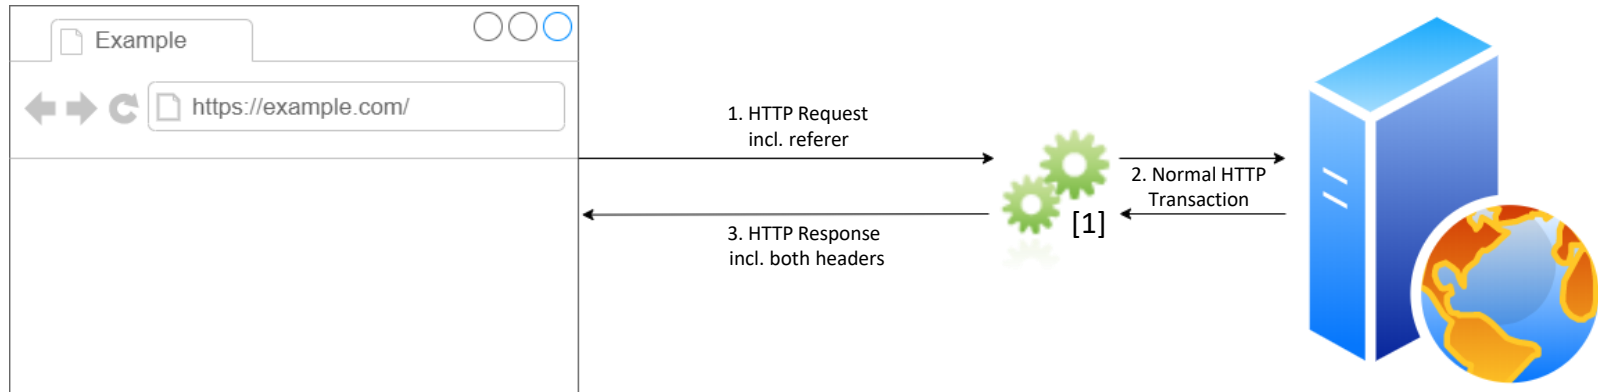 Example
https://example.com/
1. HTTP Request
incl. referer
2. Normal HTTP
Transaction
[1]
3. HTTP Response
incl. both headers